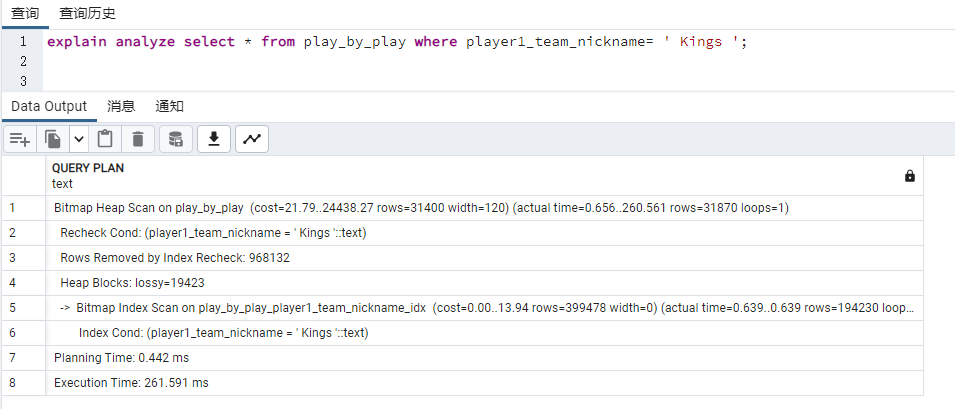 查询 查询历史
1 explain analyze select * from play_by_play where player1_team_nickname= ' Kings ';
2
3
Data Output 消息 通知
QUERY PLAN
text
1 Bitmap Heap Scan on play_by_play (cost=21.79..24438.27 rows=31400 width=120) (actual time=0.656..260.561 rows=31870 loops=1)
2 Recheck Cond: (player1_team_nickname = ' Kings '::text)
3 Rows Removed by Index Recheck: 968132
4 Heap Blocks: lossy=19423
5 -> Bitmap Index Scan on play_by_play_player1_team_nickname_idx (cost=0.00..13.94 rows=399478 width=0) (actual time=0.639..0.639 rows=194230 loop...
6 Index Cond: (player1_team_nickname = ' Kings '::text)
7 Planning Time: 0.442 ms
8 Execution Time: 261.591 ms